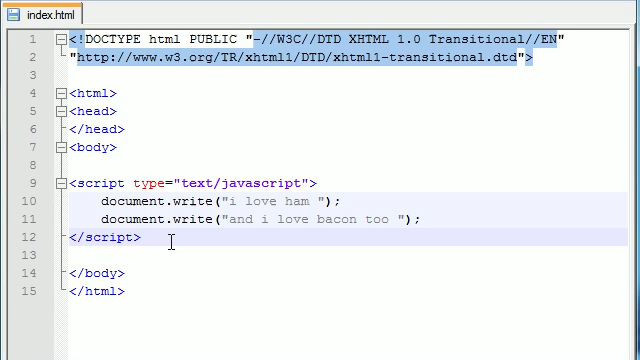 index.html
1 <!DOCTYPE html PUBLIC "-//W3C//DTD XHTML 1.0 Transitional//EN"
2 "http://www.w3.org/TR/xhtml1/DTD/xhtml1-transitional.dtd">
3
4 <html>
5 <head>
6 </head>
7 <body>
8
9 <script type="text/javascript">
10 document.write("i love ham ");
11 document.write("and i love bacon too ");
12 </script>
13
14 </body>
15 </html>